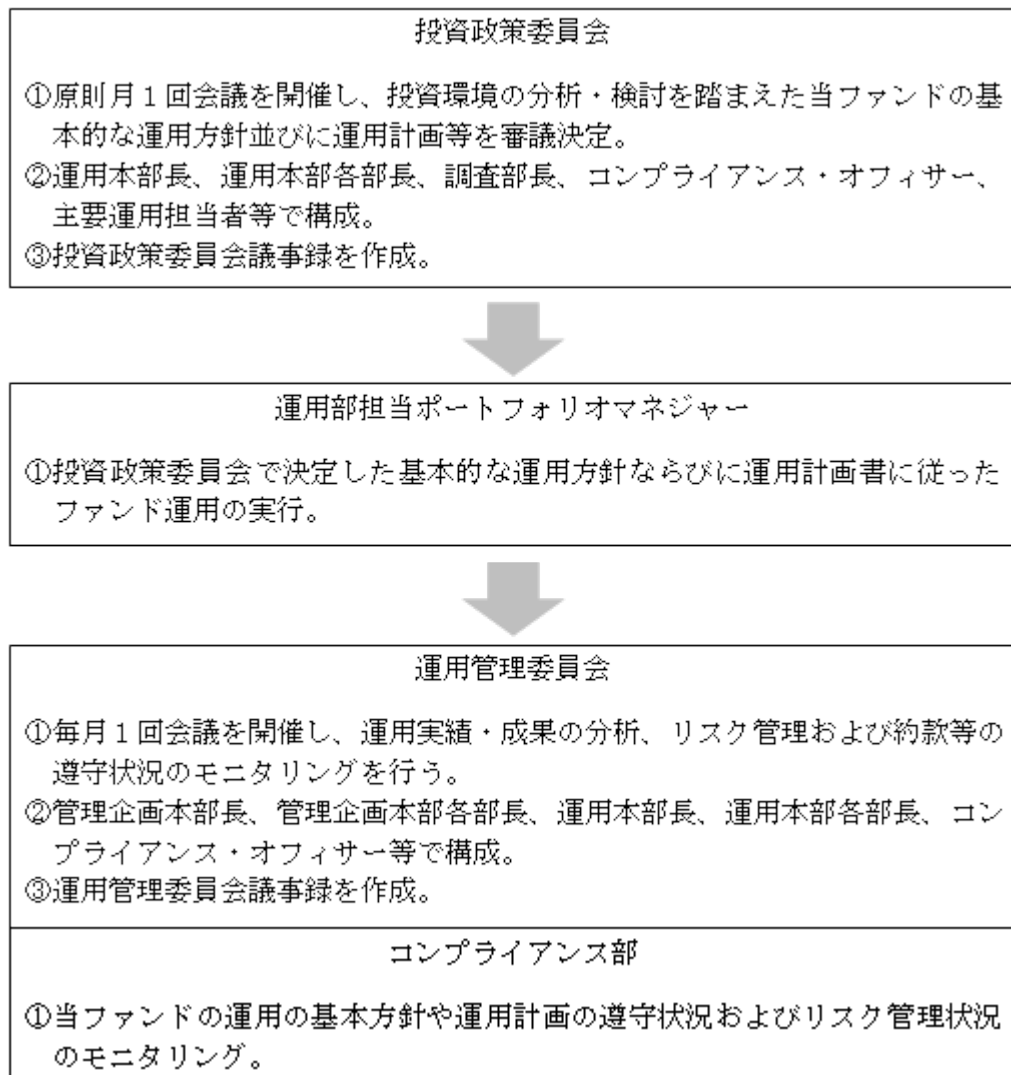 投資政策委員会
①原則月１回会議を開催し、投資環境の分析・検討を踏まえた当ファンドの基
本的な運用方針並びに運用計画等を審議決定。
②運用本部長、運用本部各部長、調査部長、コンプライアンス・オフィサー、
主要運用担当者等で構成。
③投資政策委員会議事録を作成。
運用部担当ポートフォリオマネジャー
①投資政策委員会で決定した基本的な運用方針ならびに運用計画書に従った
ファンド運用の実行。
運用管理委員会
①毎月１回会議を開催し、運用実績・成果の分析、リスク管理および約款等の
遵守状況のモニタリングを行う。
②管理企画本部長、管理企画本部各部長、運用本部長、運用本部各部長、コン
プライアンス・オフィサー等で構成。
③運用管理委員会議事録を作成。
コンプライアンス部
①当ファンドの運用の基本方針や運用計画の遵守状況およびリスク管理状況
のモニタリング。